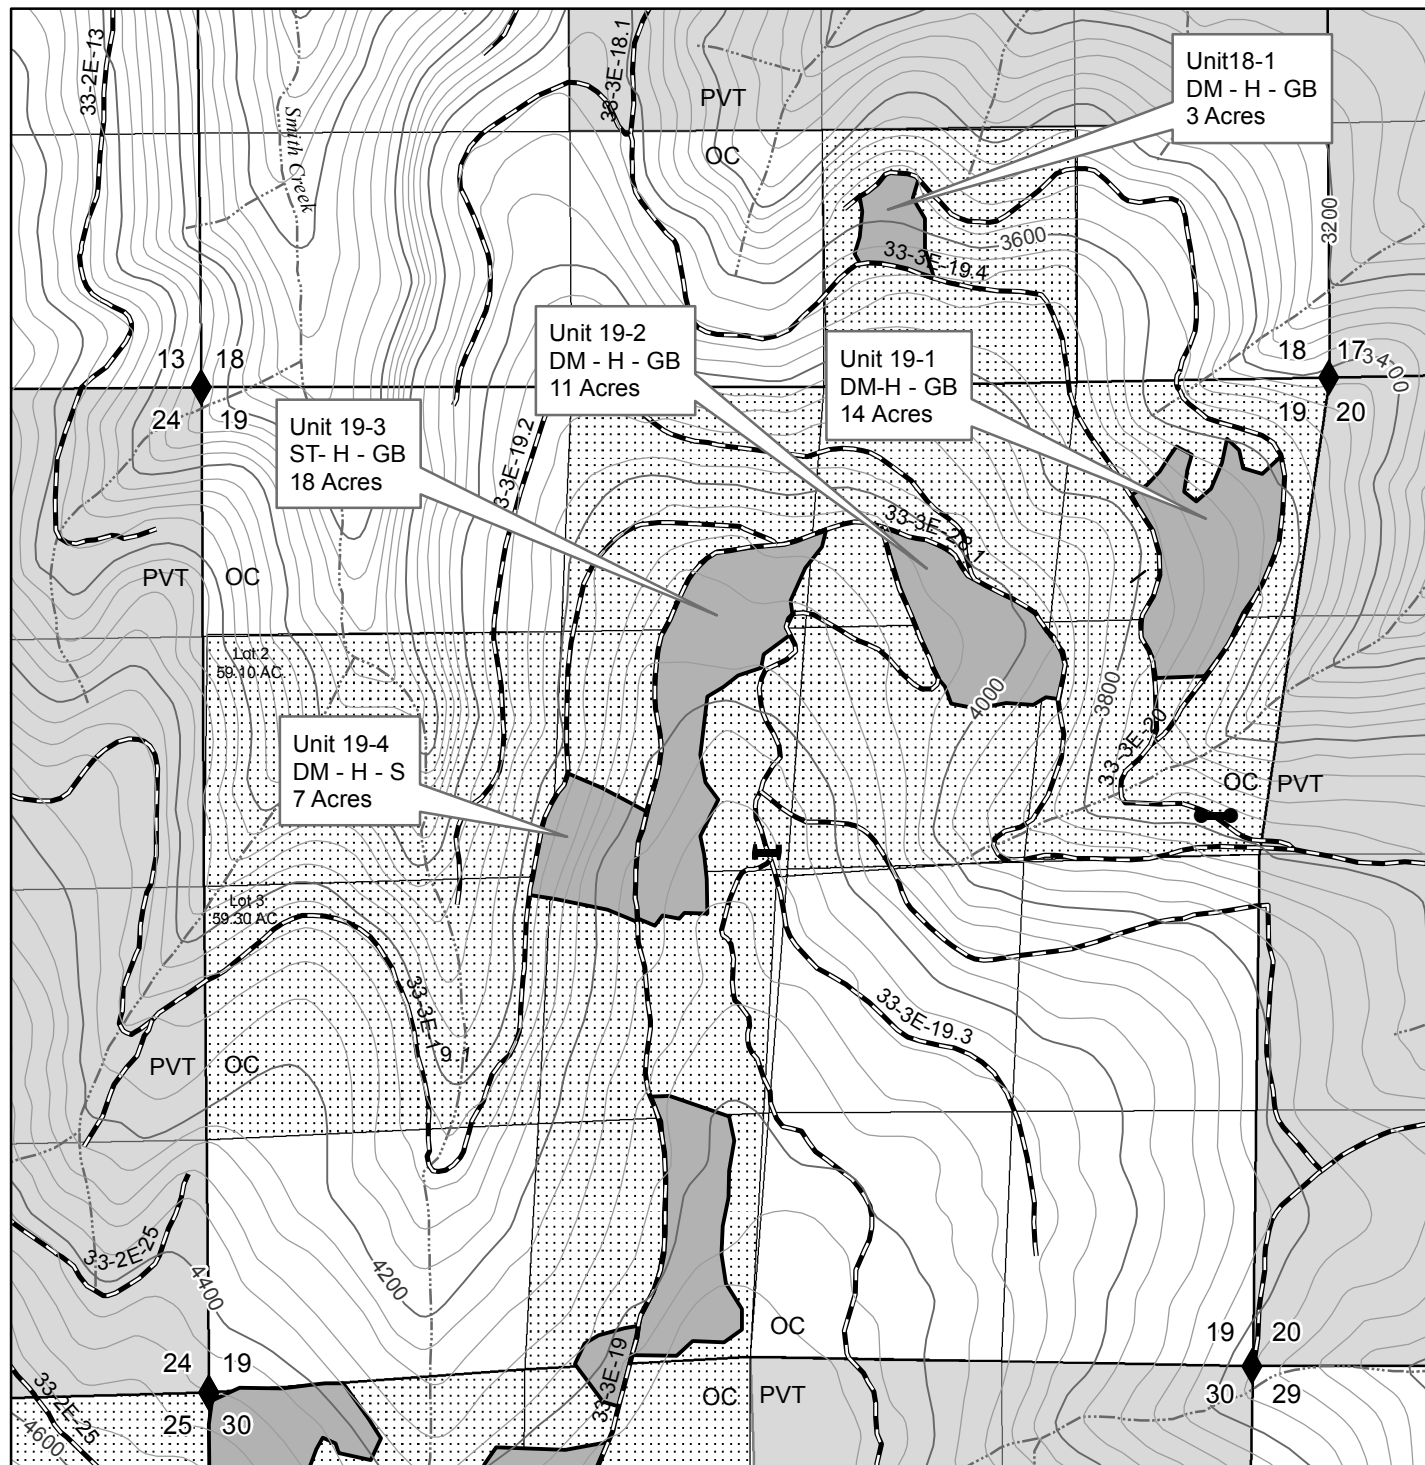 33-2E-13
Smith Creek
33-3E-18.1
PVT
OC
Unit18-1
DM - H - GB
3 Acres
3600
3200
33-3E-19.4
13
18
24
19
18
17
19
20
3400
Unit 19-2
DM - H - GB
11 Acres
Unit 19-1
DM-H - GB
14 Acres
Unit 19-3
ST- H - GB
18 Acres
3-3E-19.2
33-3E-28.1
PVT
OC
Lot 2
59.10 AC.
4000
3800
33-3E-20
Unit 19-4
DM - H - S
7 Acres
OC
PVT
Lot 3
59.30 AC
33-3E-19.1
33-3E-19.3
PVT
OC
33-2E-25
4400
4200
OC
19
20
30
29
24
19
25
30
33-3E-19
OC
PVT
33-2E-25
4600